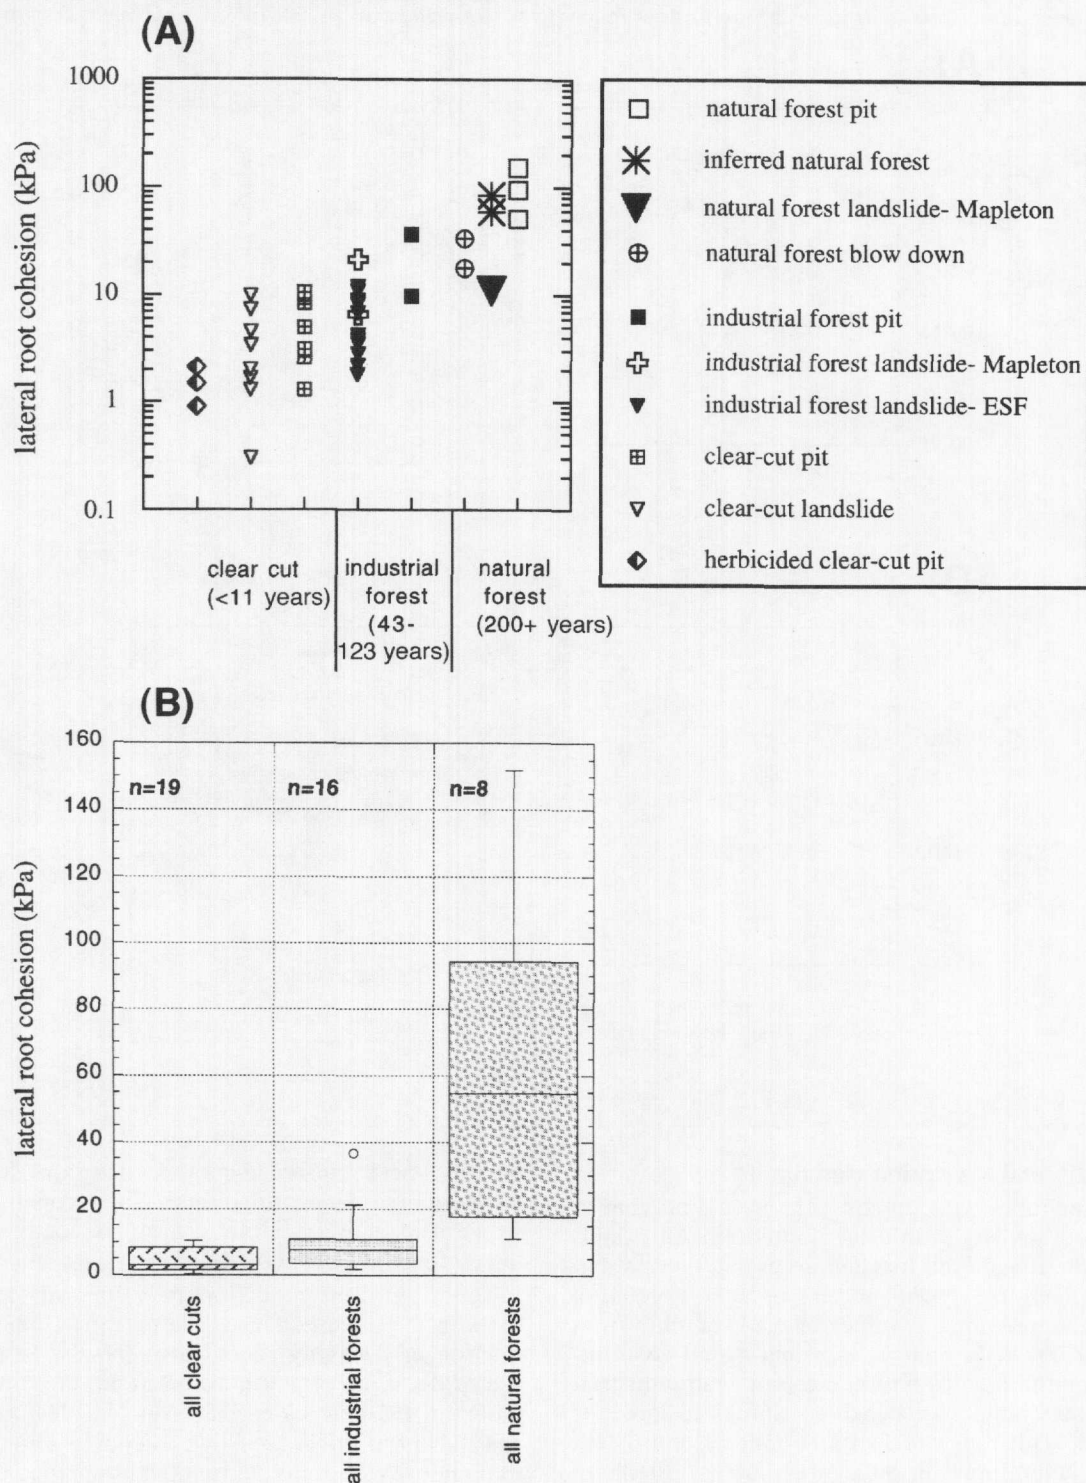 (A)
1000
100
10
1
0.1
lateral root cohesion (kPa)
clear cut
(<11 years)
industrial
forest
(43-
123 years)
natural
forest
(200+ years)
natural forest pit
inferred natural forest
natural forest landslide- Mapleton
natural forest blow down
industrial forest pit
industrial forest landslide- Mapleton
industrial forest landslide- ESF
clear-cut pit
clear-cut landslide
herbicided clear-cut pit
(B)
160
140
120
100
80
60
40
20
0
lateral root cohesion (kPa)
n=19
n=16
n=8
all clear cuts
all industrial forests
all natural forests